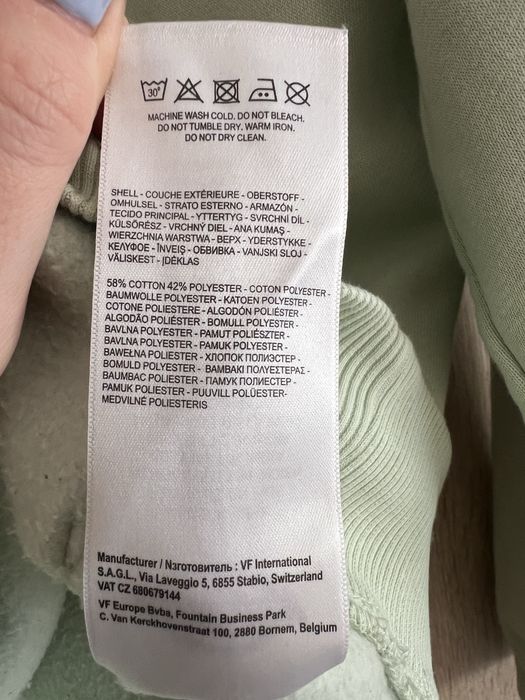 30°
MACHINE WASH COLD. DO NOT BLEACH.
DO NOT TUMBLE DRY. WARM IRON.
DO NOT DRY CLEAN.
SHELL - COUCHE EXTÉRIEURE - OBERSTOFF -
OMHULSEL - STRATO ESTERNO - ARMAZÓN -
TECIDO PRINCIPAL - YTTERTYG - SVRCHNÍ DÍL -
KÜLSŐRÉSZ - VRCHNÝ DIEL - ANA KUMAŞ -
WIERZCHNIA WARSTWA - ВЕРХ - YDERSTYKKE -
ΚΕΛΥΦΟΣ - ÎNVELIŞ - ОБВИВКА - VANJSKI SLOJ -
VÄLISKEST - ĮDĖKLAS
58% COTTON 42% POLYESTER - COTON POLYESTER -
BAUMWOLLE POLYESTER - KATOEN POLYESTER -
COTONE POLIESTERE - ALGODÓN POLIÉSTER -
ALGODÃO POLIÉSTER - BOMULL POLYESTER -
BAVLNA POLYESTER - PAMUT POLIÉSZTER -
BAVLNA POLYESTER - PAMUK POLYESTER -
BAWEŁNA POLIESTER - ХЛОПОК ПОЛИЭСТЕР -
BOMULD POLYESTER - ΒΑΜΒΑΚΙ ΠΟΛΥΕΣΤΕΡΑΣ -
BUMBAC POLIESTER - ПАМУК ПОЛИЕСТЕР -
PAMUK POLIESTER - PUUVILL POLÜESTER-
MEDVILNĖ POLIESTERIS
Manufacturer / Изготовитель : VF International
S.A.G.L., Via Laveggio 5, 6855 Stabio, Switzerland
VAT CZ 680679144
VF Europe Bvba, Fountain Business Park
C. Van Kerckhovenstraat 100, 2880 Bornem, Belgium